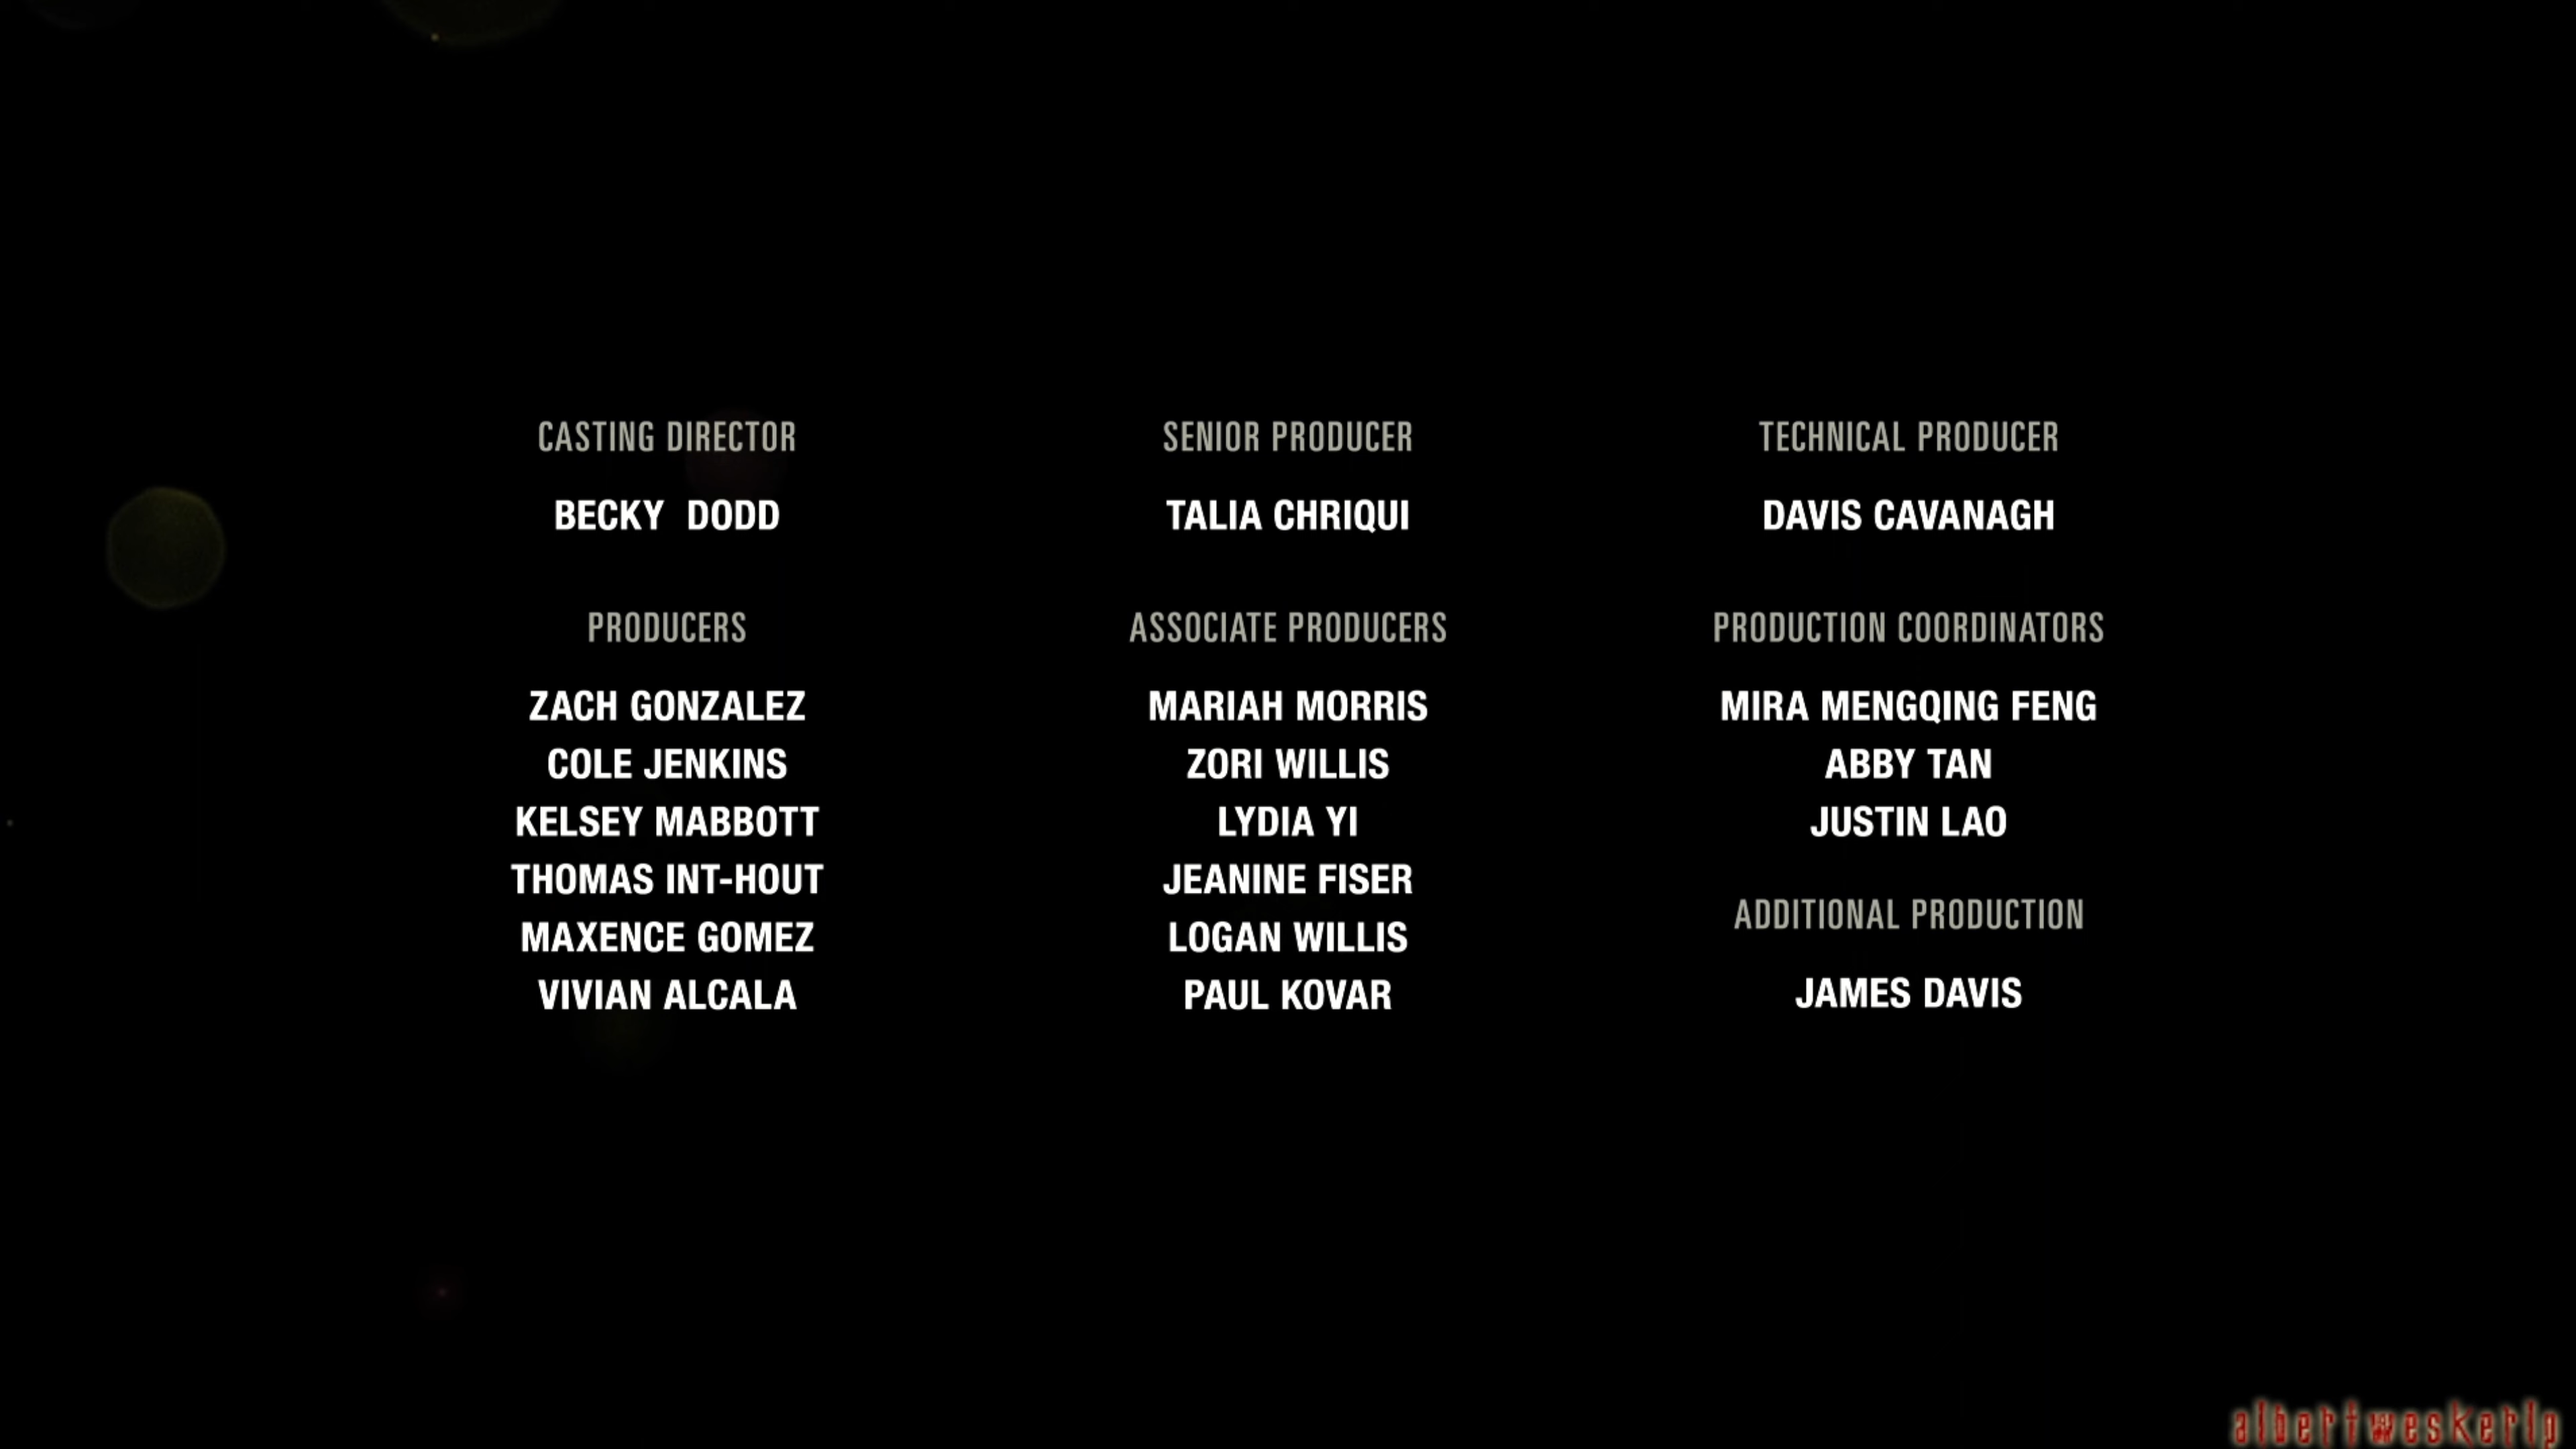 CASTING DIRECTOR
BECKY  DODD
PRODUCERS
ZACH GONZALEZ
COLE JENKINS
KELSEY MABBOTT
THOMAS INT-HOUT
MAXENCE GOMEZ
VIVIAN ALCALA
SENIOR PRODUCER
TALIA CHRIQUI
ASSOCIATE PRODUCERS
MARIAH MORRIS
ZORI WILLIS
LYDIA YI
JEANINE FISER
LOGAN WILLIS
PAUL KOVAR
TECHNICAL PRODUCER
DAVIS CAVANAGH
PRODUCTION COORDINATORS
MIRA MENGQING FENG
ABBY TAN
JUSTIN LAO
ADDITIONAL PRODUCTION
JAMES DAVIS
albertweskerlp